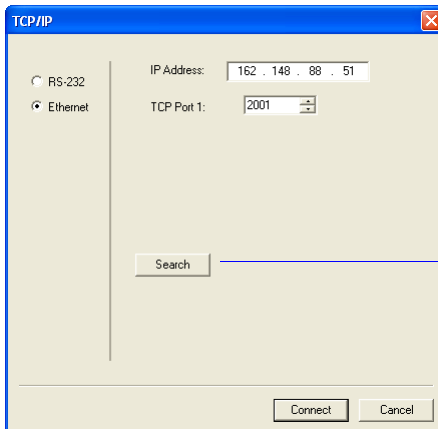 TCP/IP
IP Address: 162 . 148 . 88 . 51
RS-232
Ethernet
TCP Port 1: 2001
Search
Connect
Cancel